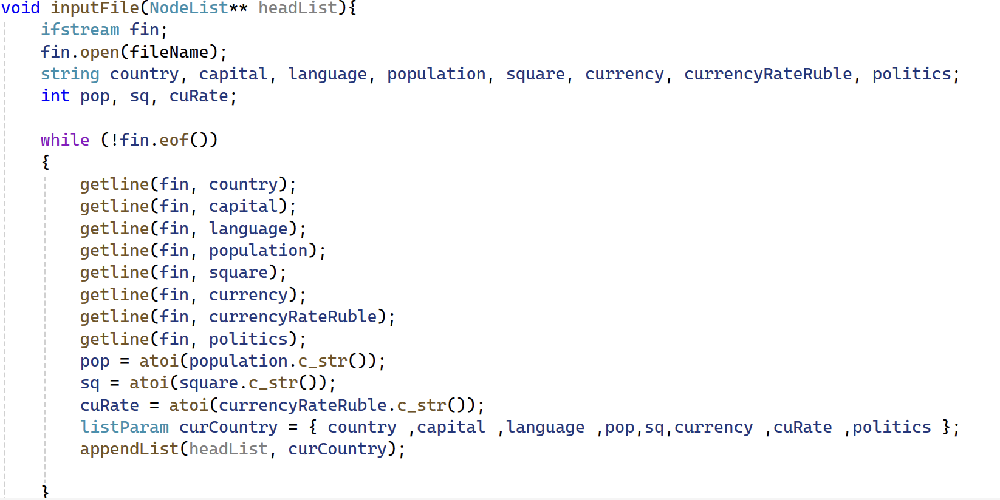 void inputFile(NodeList** headList){
    ifstream fin;
    fin.open(fileName);
    string country, capital, language, population, square, currency, currencyRateRuble, politics;
    int pop, sq, cuRate;

    while (!fin.eof())
    {
        getline(fin, country);
        getline(fin, capital);
        getline(fin, language);
        getline(fin, population);
        getline(fin, square);
        getline(fin, currency);
        getline(fin, currencyRateRuble);
        getline(fin, politics);
        pop = atoi(population.c_str());
        sq = atoi(square.c_str());
        cuRate = atoi(currencyRateRuble.c_str());
        listParam curCountry = { country ,capital ,language ,pop,sq,currency ,cuRate ,politics };
        appendList(headList, curCountry);

    }